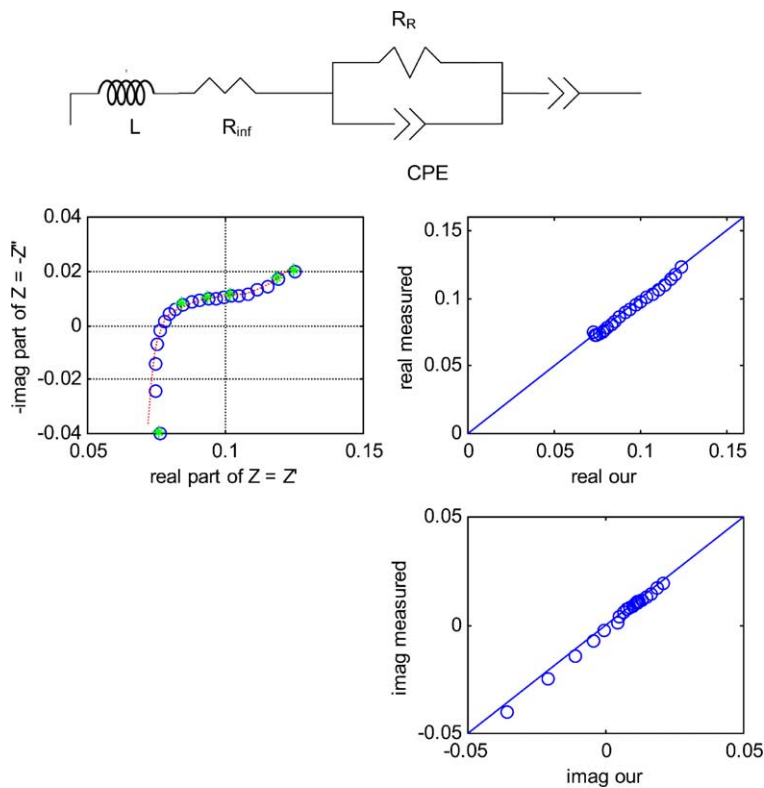 R_R
L
R_inf
CPE
0.04
0.02
0
-0.02
-0.04
0.05
0.1
0.15
-imag part of Z = -Z"
real part of Z = Z'
0.15
0.1
0.05
0
0
0.05
0.1
0.15
real measured
real our
0.05
0
-0.05
-0.05
0
0.05
imag measured
imag our